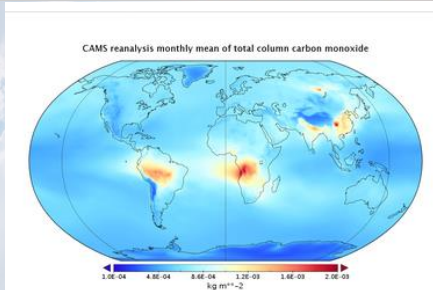 CAMS reanalysis monthly mean of total column carbon monoxide
1.0E-04 4.8E-04 8.6E-04 1.2E-03 1.6E-03 2.0E-03
kg m**-2